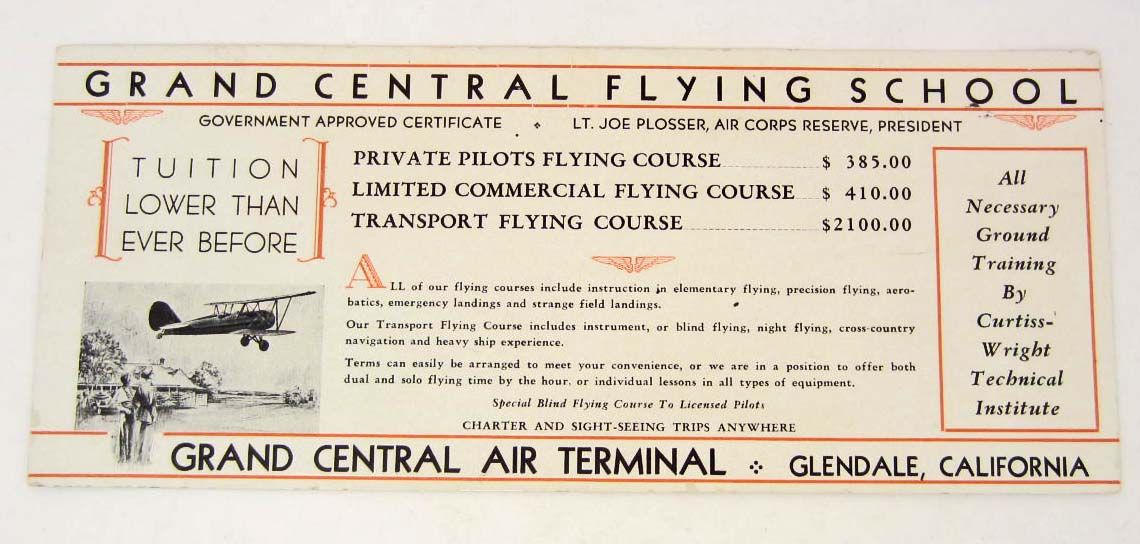 GRAND CENTRAL FLYING SCHOOL
GOVERNMENT APPROVED CERTIFICATE LT. JOE PLOSSER, AIR CORPS RESERVE, PRESIDENT
TUITION
LOWER THAN
EVER BEFORE
PRIVATE PILOTS FLYING COURSE $ 385.00
LIMITED COMMERCIAL FLYING COURSE $ 410.00
TRANSPORT FLYING COURSE $2100.00
ALL of our flying courses include instruction in elementary flying, precision flying, aero-
batics, emergency landings and strange field landings.
Our Transport Flying Course includes instrument, or blind flying, night flying, cross-country
navigation and heavy ship experience.
Terms can easily be arranged to meet your convenience, or we are in a position to offer both
dual and solo flying time by the hour, or individual lessons in all types of equipment.
Special Blind Flying Course To Licensed Pilots
CHARTER AND SIGHT-SEEING TRIPS ANYWHERE
All
Necessary
Ground
Training
By
Curtiss-
Wright
Technical
Institute
GRAND CENTRAL AIR TERMINAL GLENDALE, CALIFORNIA